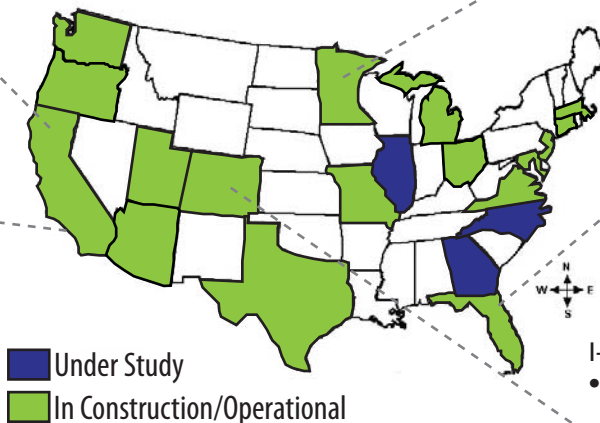 N
W E
S
I-
•
Under Study
In Construction/Operational